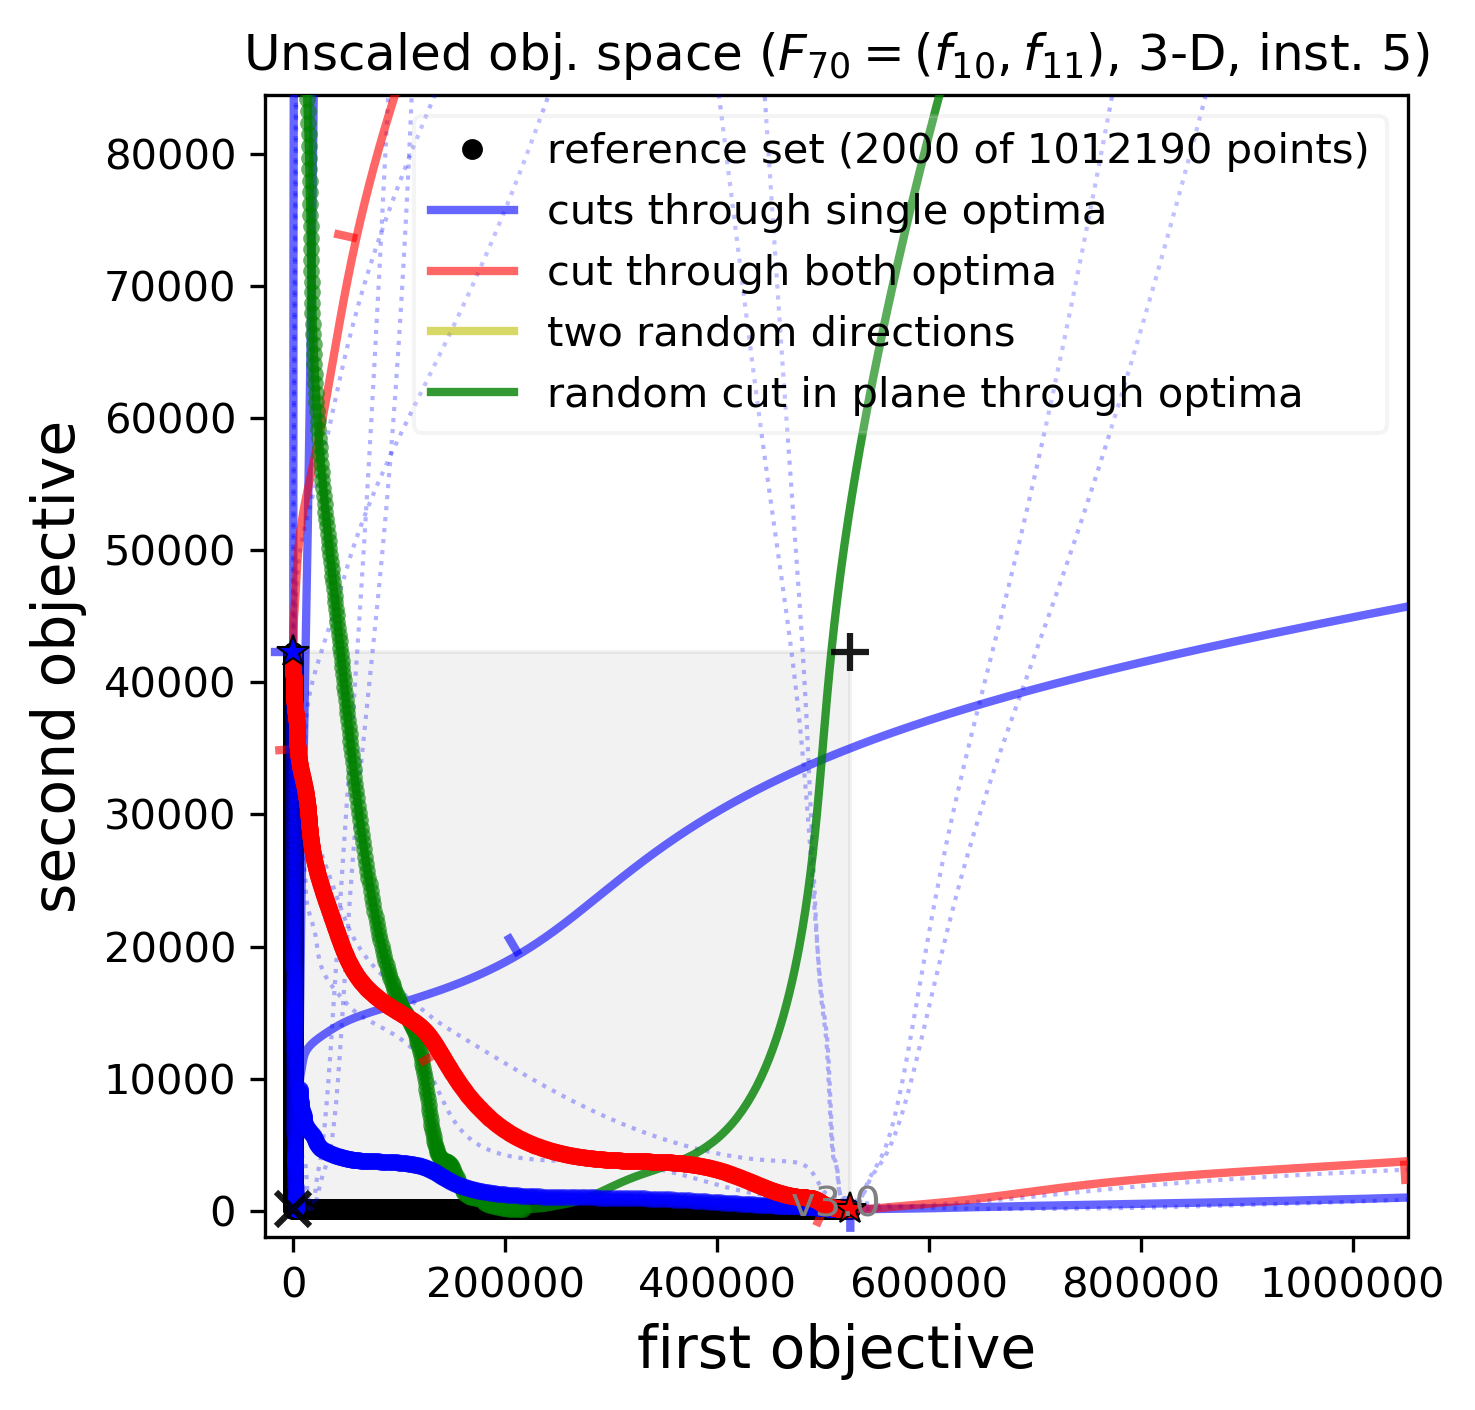 Unscaled obj. space (F₇₀ = (f₁₀, f₁₁), 3-D, inst. 5)
reference set (2000 of 1012190 points)
cuts through single optima
cut through both optima
two random directions
random cut in plane through optima
second objective
80000
70000
60000
50000
40000
30000
20000
10000
0
v3.0
0 200000 400000 600000 800000 1000000
first objective